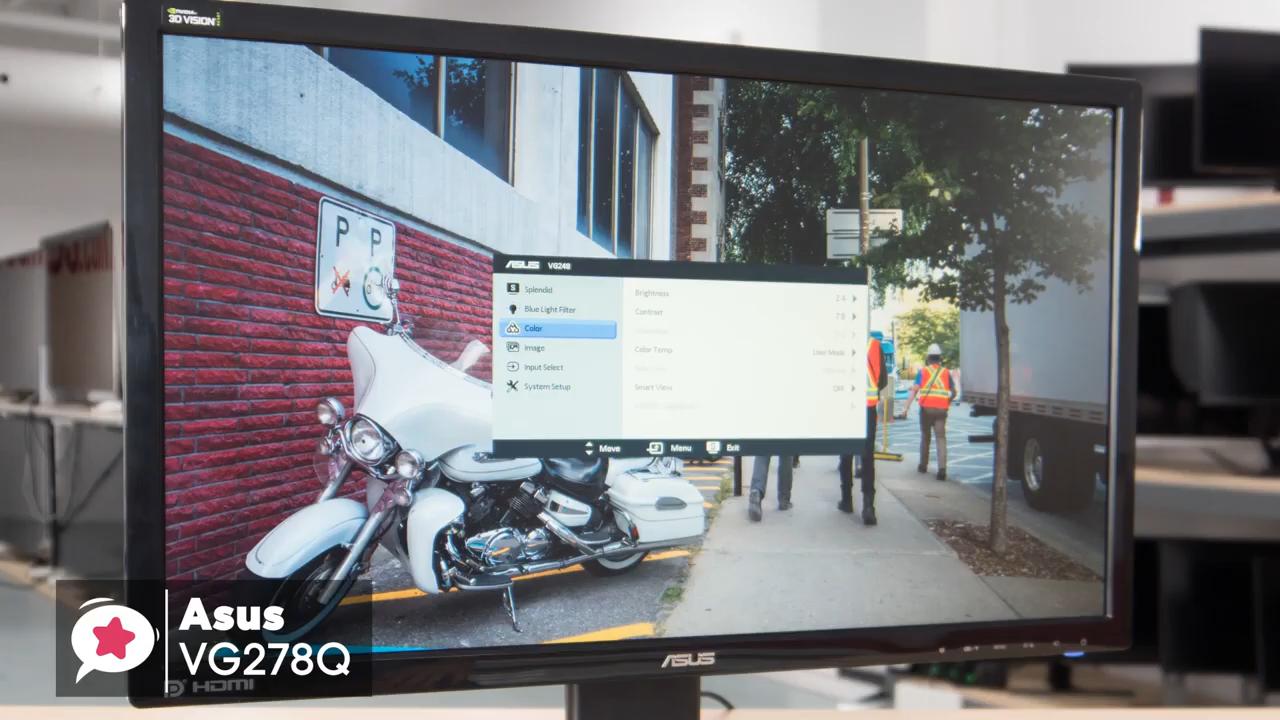 NVIDIA
3D VISION
P P
ASUS VG248
Splendid
Blue Light Filter
Color
Image
Input Select
System Setup
Brightness
Contrast
Color Temp.
User Mode
Smart View
OFF
Move Menu Exit
ASUS
HDMI
Asus
VG278Q